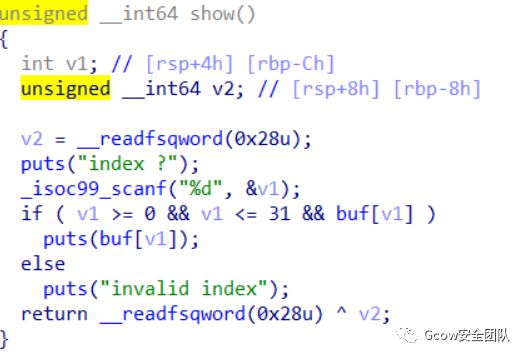 unsigned __int64 show()
{
  int v1; // [rsp+4h] [rbp-Ch]
  unsigned __int64 v2; // [rsp+8h] [rbp-8h]

  v2 = __readfsqword(0x28u);
  puts("index ?");
  _isoc99_scanf("%d", &v1);
  if ( v1 >= 0 && v1 <= 31 && buf[v1] )
    puts(buf[v1]);
  else
    puts("invalid index");
  return __readfsqword(0x28u) ^ v2;
}
Gcow安全团队